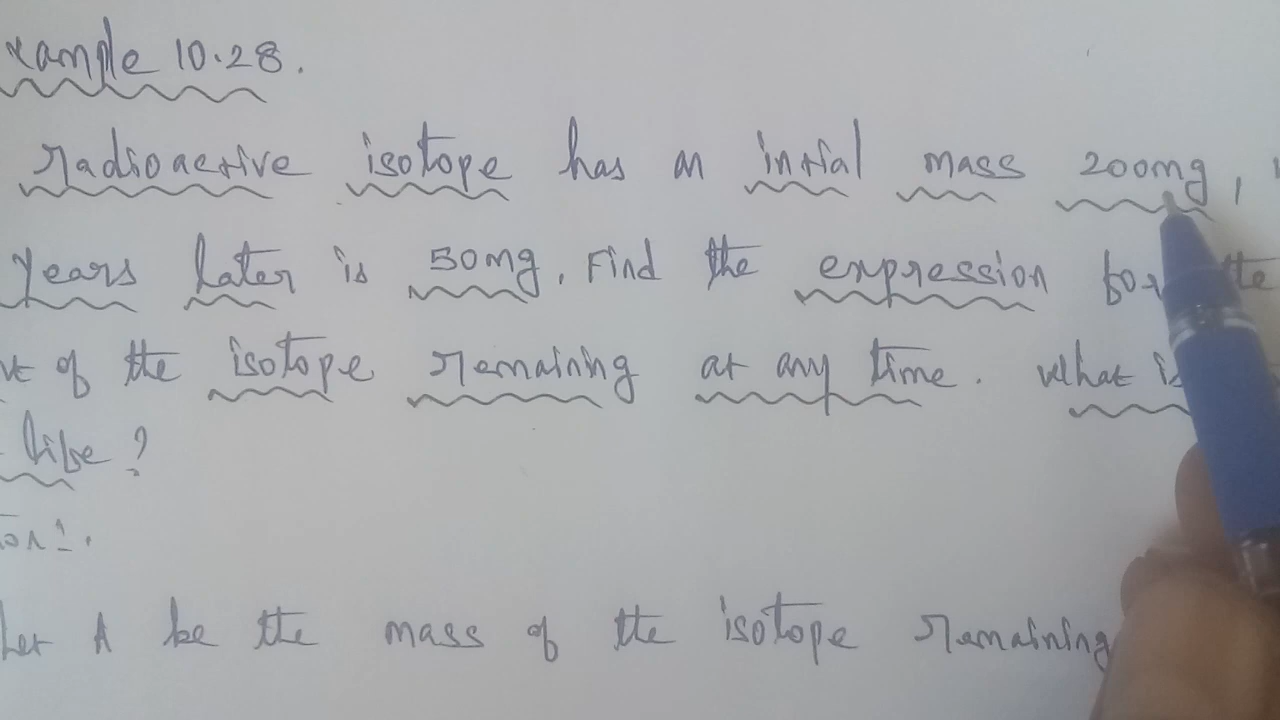 xample 10.28.
radioactive isotope has an initial mass 200mg,
years later is 50mg. Find the expression for the
of the isotope remaining at any time. What is
life?
Let A be the mass of the isotope remaining